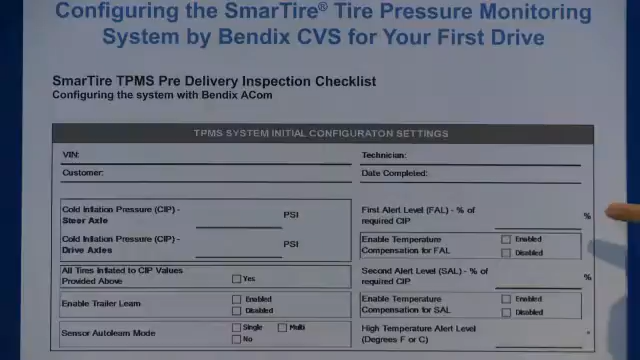 Configuring the SmarTire® Tire Pressure Monitoring
System by Bendix CVS for Your First Drive
SmarTire TPMS Pre Delivery Inspection Checklist
Configuring the system with Bendix ACom
TPMS SYSTEM INITIAL CONFIGURATON SETTINGS
VIN:
Technician:
Customer:
Date Completed:
Cold Inflation Pressure (CIP) -
Steer Axle
PSI
Cold Inflation Pressure (CIP) -
Drive Axles
PSI
All Tires Inflated to CIP Values
Provided Above
Yes
Enable Trailer Learn
Enabled
Disabled
Sensor Autolearn Mode
Single
Multi
No
First Alert Level (FAL) - % of
required CIP
%
Enable Temperature
Compensation for FAL
Enabled
Disabled
Second Alert Level (SAL) - % of
required CIP
%
Enable Temperature
Compensation for SAL
Enabled
Disabled
High Temperature Alert Level
(Degrees F or C)
°